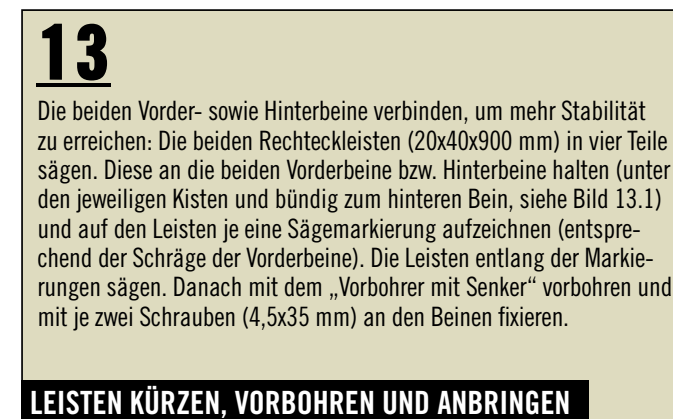 13
Die beiden Vorder- sowie Hinterbeine verbinden, um mehr Stabilität
zu erreichen: Die beiden Rechteckleisten (20x40x900 mm) in vier Teile
sägen. Diese an die beiden Vorderbeine bzw. Hinterbeine halten (unter
den jeweiligen Kisten und bündig zum hinteren Bein, siehe Bild 13.1)
und auf den Leisten je eine Sägemarkierung aufzeichnen (entspre-
chend der Schräge der Vorderbeine). Die Leisten entlang der Markie-
rungen sägen. Danach mit dem „Vorbohrer mit Senker“ vorbohren und
mit je zwei Schrauben (4,5x35 mm) an den Beinen fixieren.
LEISTEN KÜRZEN, VORBOHREN UND ANBRINGEN